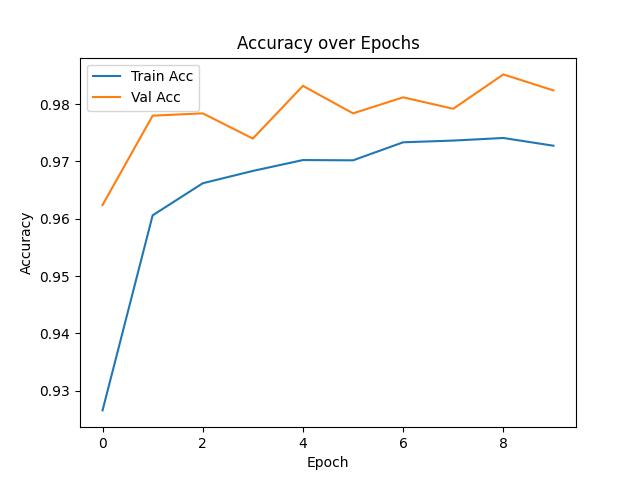 Accuracy over Epochs
Train Acc
Val Acc
0.98
0.97
0.96
0.95
0.94
0.93
Accuracy
0 2 4 6 8
Epoch